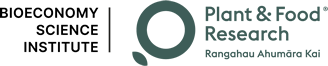 BIOECONOMY
SCIENCE
INSTITUTE
Plant & Food®
Research
Rangahau Ahumāra Kai